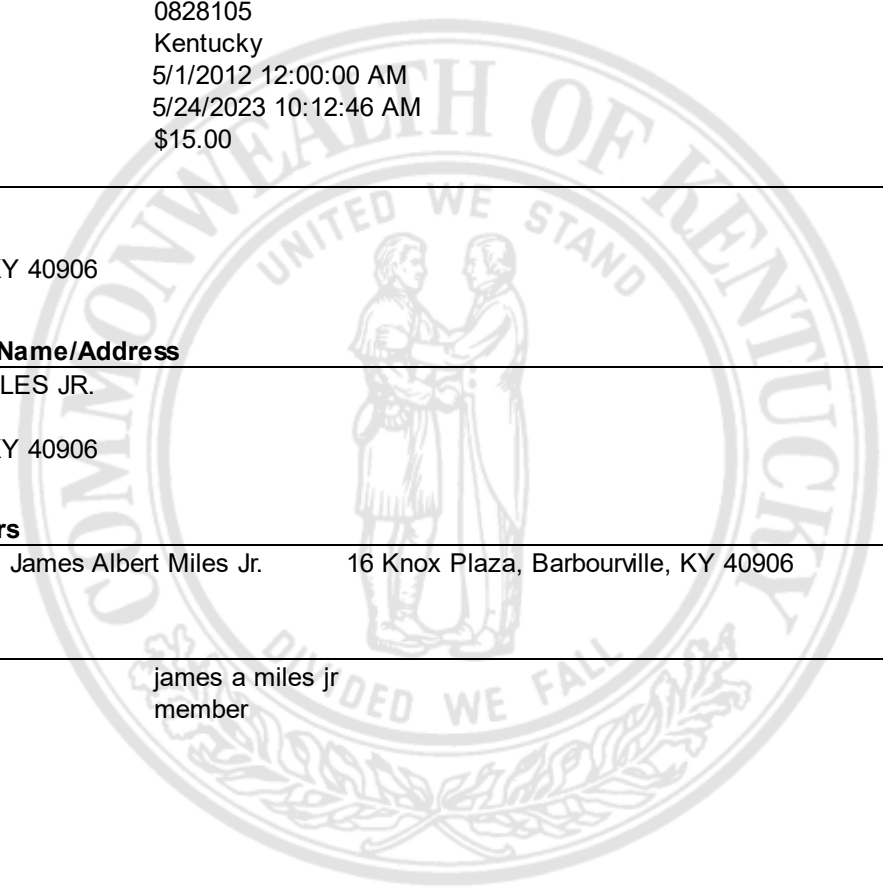 0828105
Kentucky
5/1/2012 12:00:00 AM
5/24/2023 10:12:46 AM
$15.00
KY 40906
Name/Address
LES JR.
KY 40906
rs
James Albert Miles Jr. 16 Knox Plaza, Barbourville, KY 40906
james a miles jr
member
COMMONWEALTH OF KENTUCKY
UNITED WE STAND
DIVIDED WE FALL